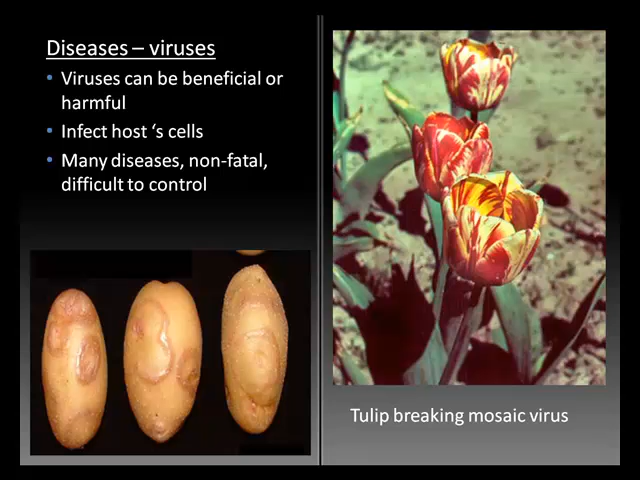 Diseases – viruses
• Viruses can be beneficial or
harmful
• Infect host ‘s cells
• Many diseases, non-fatal,
difficult to control
Tulip breaking mosaic virus